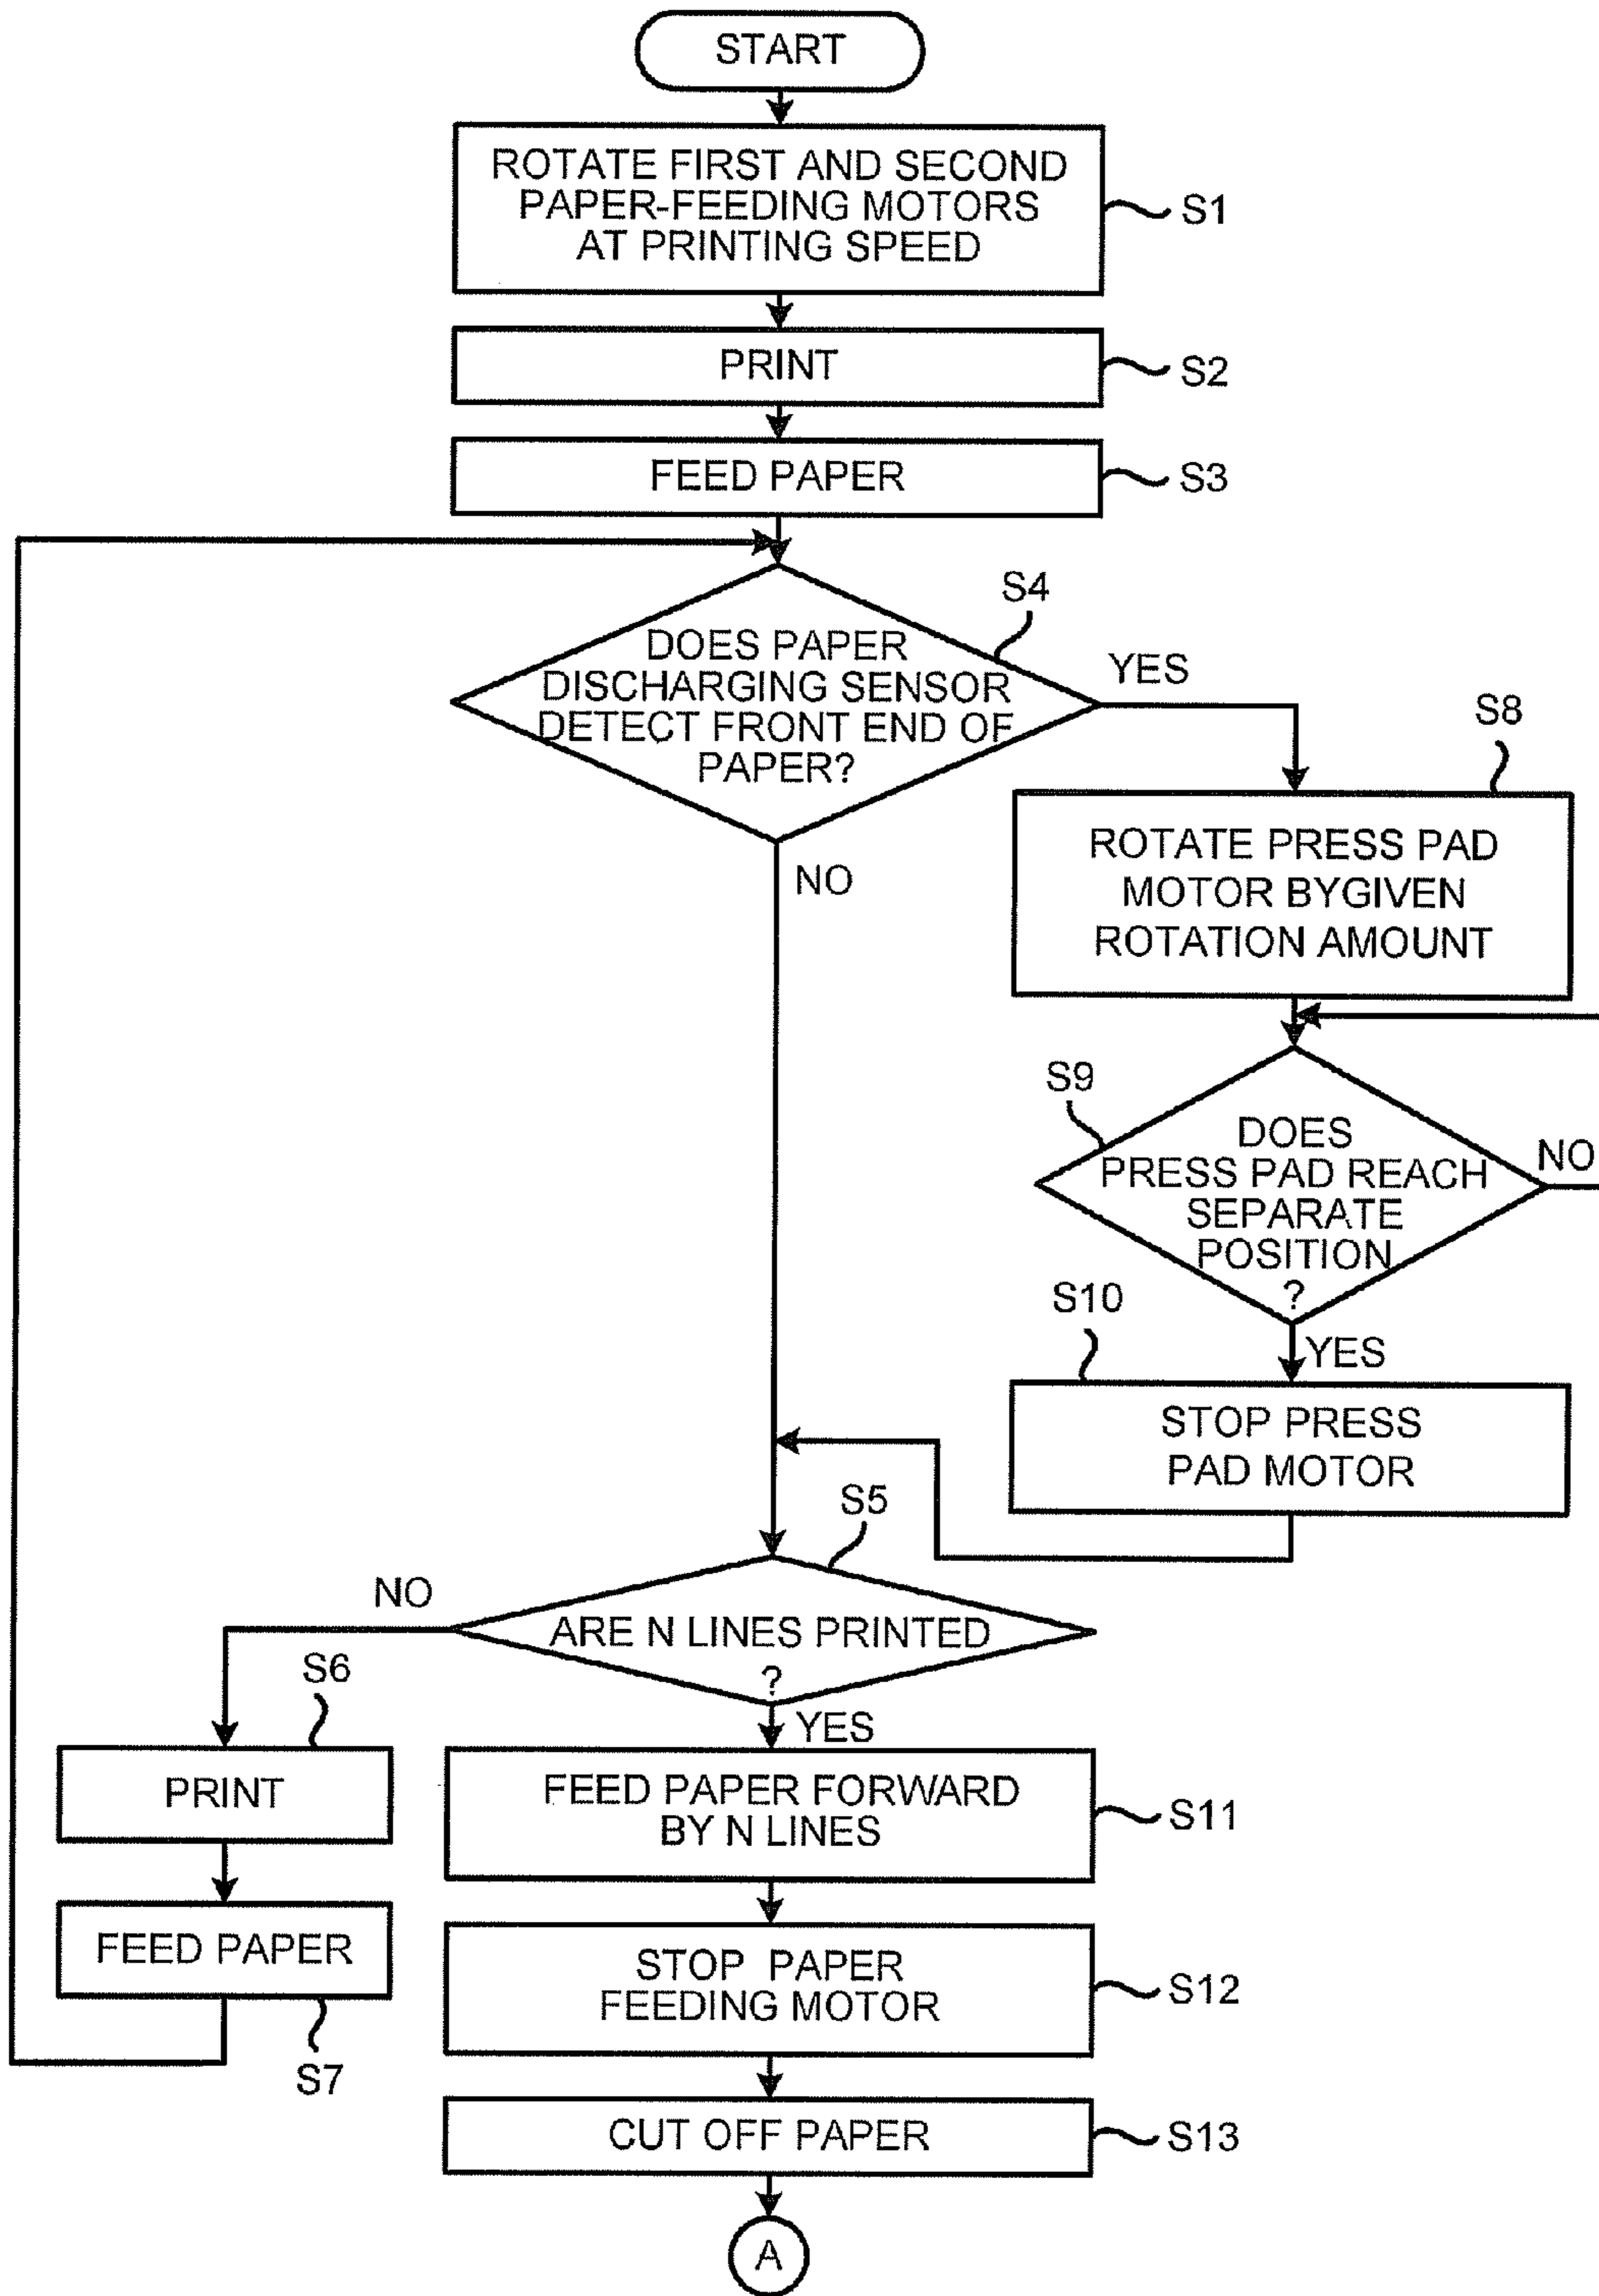 START
ROTATE FIRST AND SECOND
PAPER-FEEDING MOTORS
AT PRINTING SPEED
S1
PRINT
S2
FEED PAPER
S3
S4
DOES PAPER
DISCHARGING SENSOR
DETECT FRONT END OF
PAPER?
YES
NO
S8
ROTATE PRESS PAD
MOTOR BYGIVEN
ROTATION AMOUNT
S9
DOES
PRESS PAD REACH
SEPARATE
POSITION
?
NO
YES
S10
STOP PRESS
PAD MOTOR
S5
ARE N LINES PRINTED
?
NO
YES
S6
PRINT
FEED PAPER
S7
FEED PAPER FORWARD
BY N LINES
S11
STOP PAPER
FEEDING MOTOR
S12
CUT OFF PAPER
S13
A